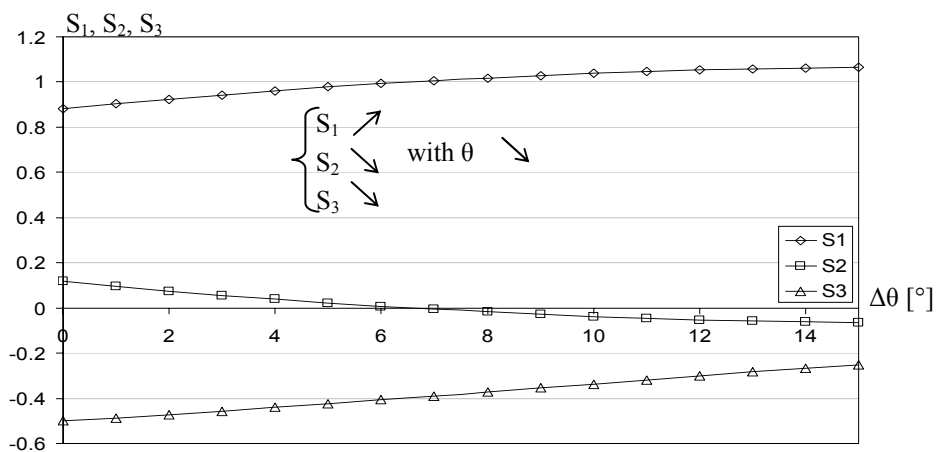 S₁, S₂, S₃
1.2
1
0.8
0.6
0.4
0.2
0
-0.2
-0.4
-0.6
S₁ ↗
S₂ ↘ with θ ↘
S₃ ↘
S1
S2
S3
Δθ [°]
0 2 4 6 8 10 12 14